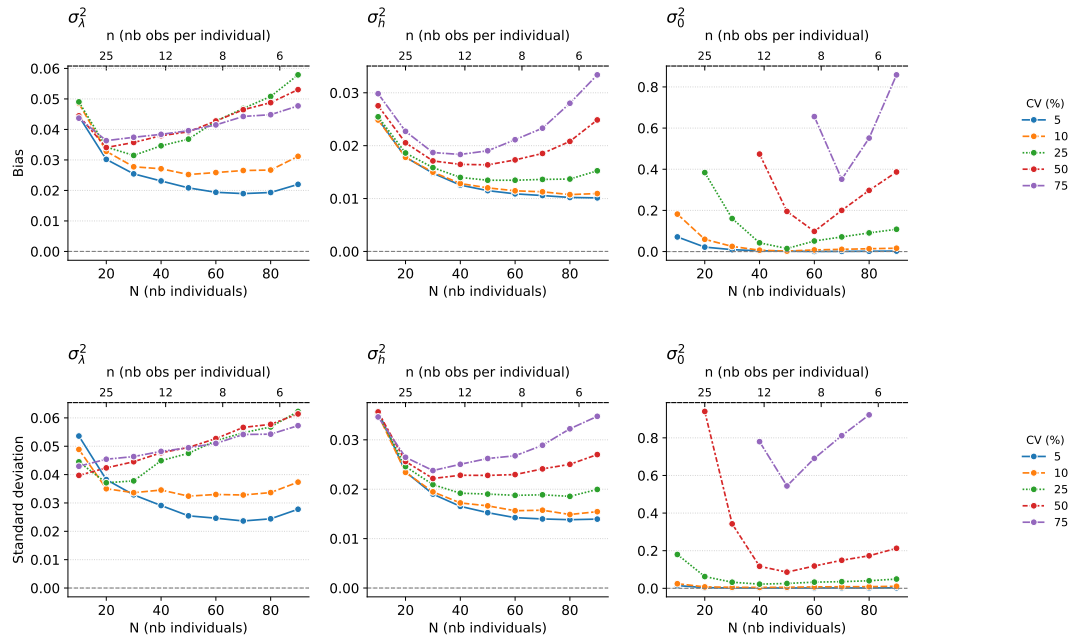 σ²λ
n (nb obs per individual)
25 12 8 6
0.06
0.05
0.04
0.03
0.02
0.01
0.00
Bias
20 40 60 80
N (nb individuals)
σ²h
n (nb obs per individual)
25 12 8 6
0.03
0.02
0.01
0.00
20 40 60 80
N (nb individuals)
σ²0
n (nb obs per individual)
25 12 8 6
0.8
0.6
0.4
0.2
0.0
20 40 60 80
N (nb individuals)
CV (%)
5
10
25
50
75
σ²λ
n (nb obs per individual)
25 12 8 6
0.06
0.05
0.04
0.03
0.02
0.01
0.00
Standard deviation
20 40 60 80
N (nb individuals)
σ²h
n (nb obs per individual)
25 12 8 6
0.03
0.02
0.01
0.00
20 40 60 80
N (nb individuals)
σ²0
n (nb obs per individual)
25 12 8 6
0.8
0.6
0.4
0.2
0.0
20 40 60 80
N (nb individuals)
CV (%)
5
10
25
50
75